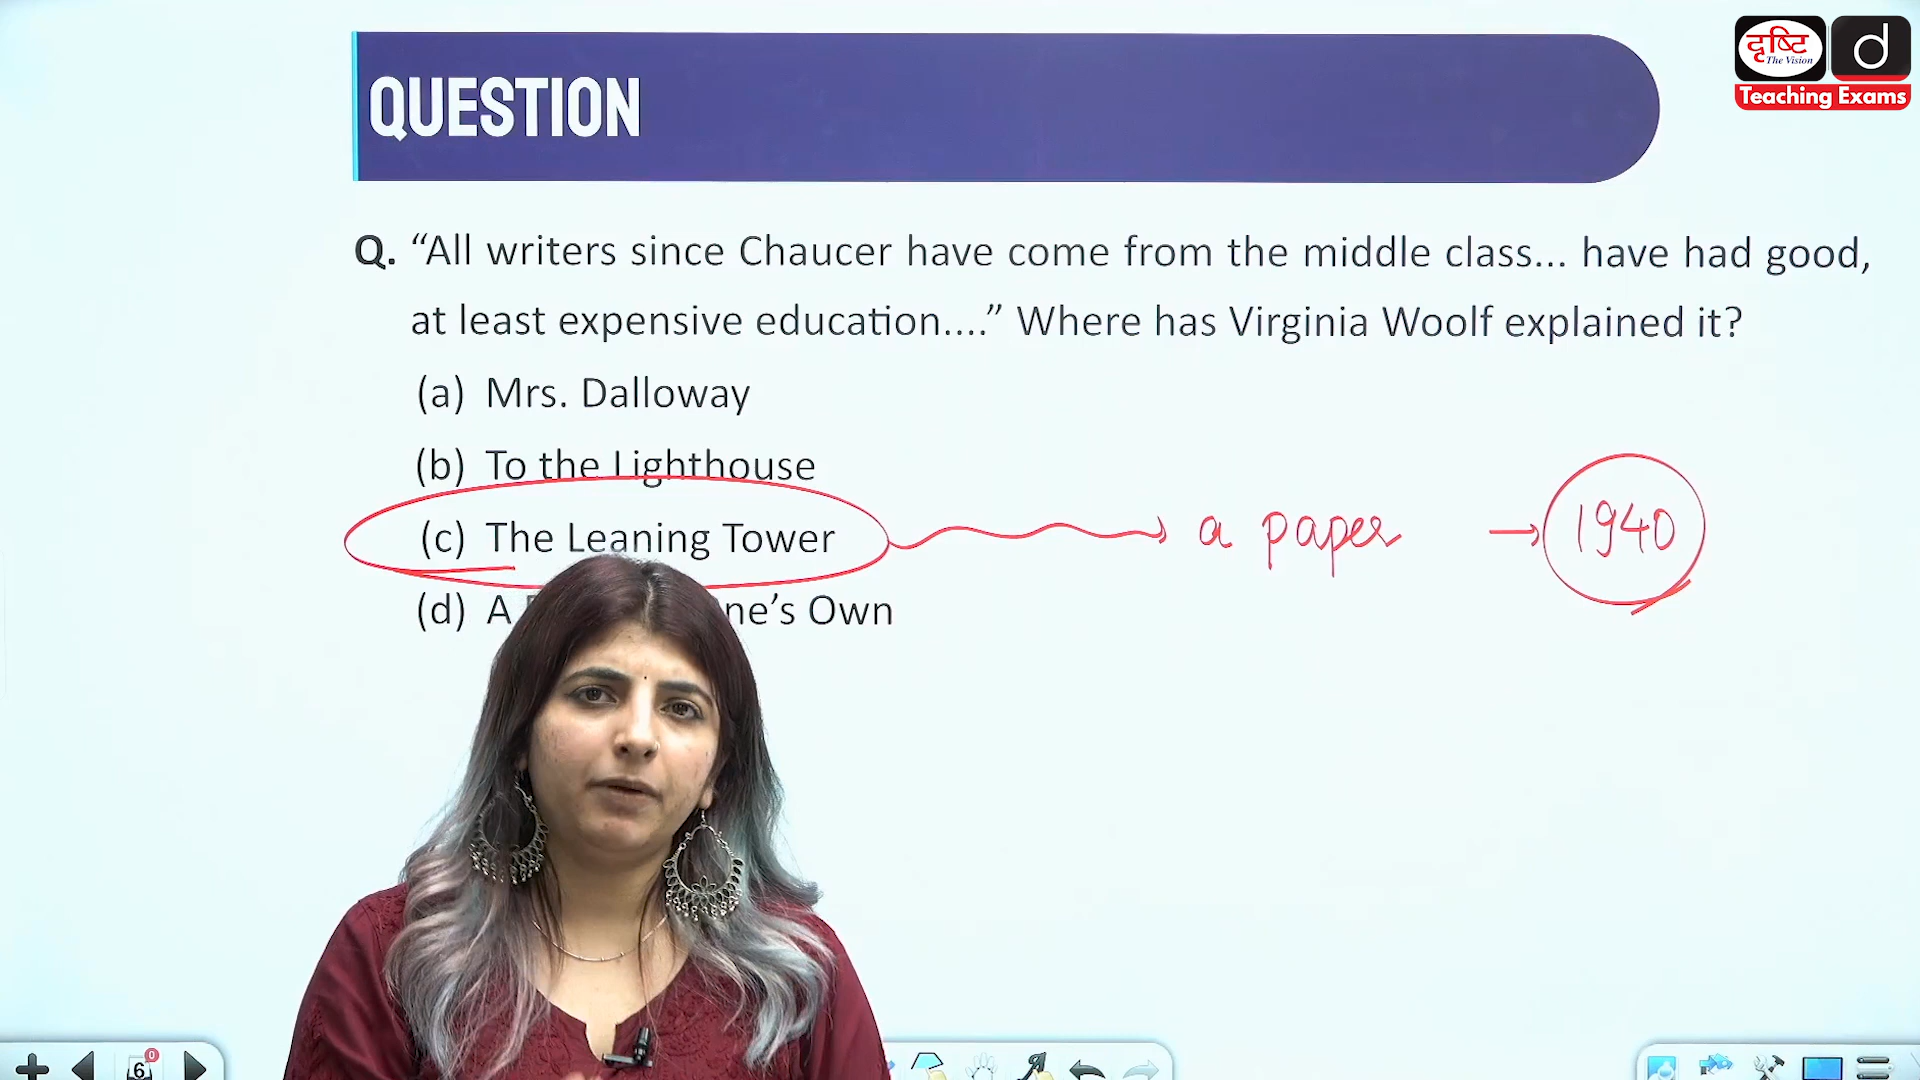 दृष्टि
The Vision
d
Teaching Exams
QUESTION
Q. “All writers since Chaucer have come from the middle class... have had good,
at least expensive education....” Where has Virginia Woolf explained it?
(a) Mrs. Dalloway
(b) To the Lighthouse
(c) The Leaning Tower → a paper → 1940
(d) A ne’s Own
6
0